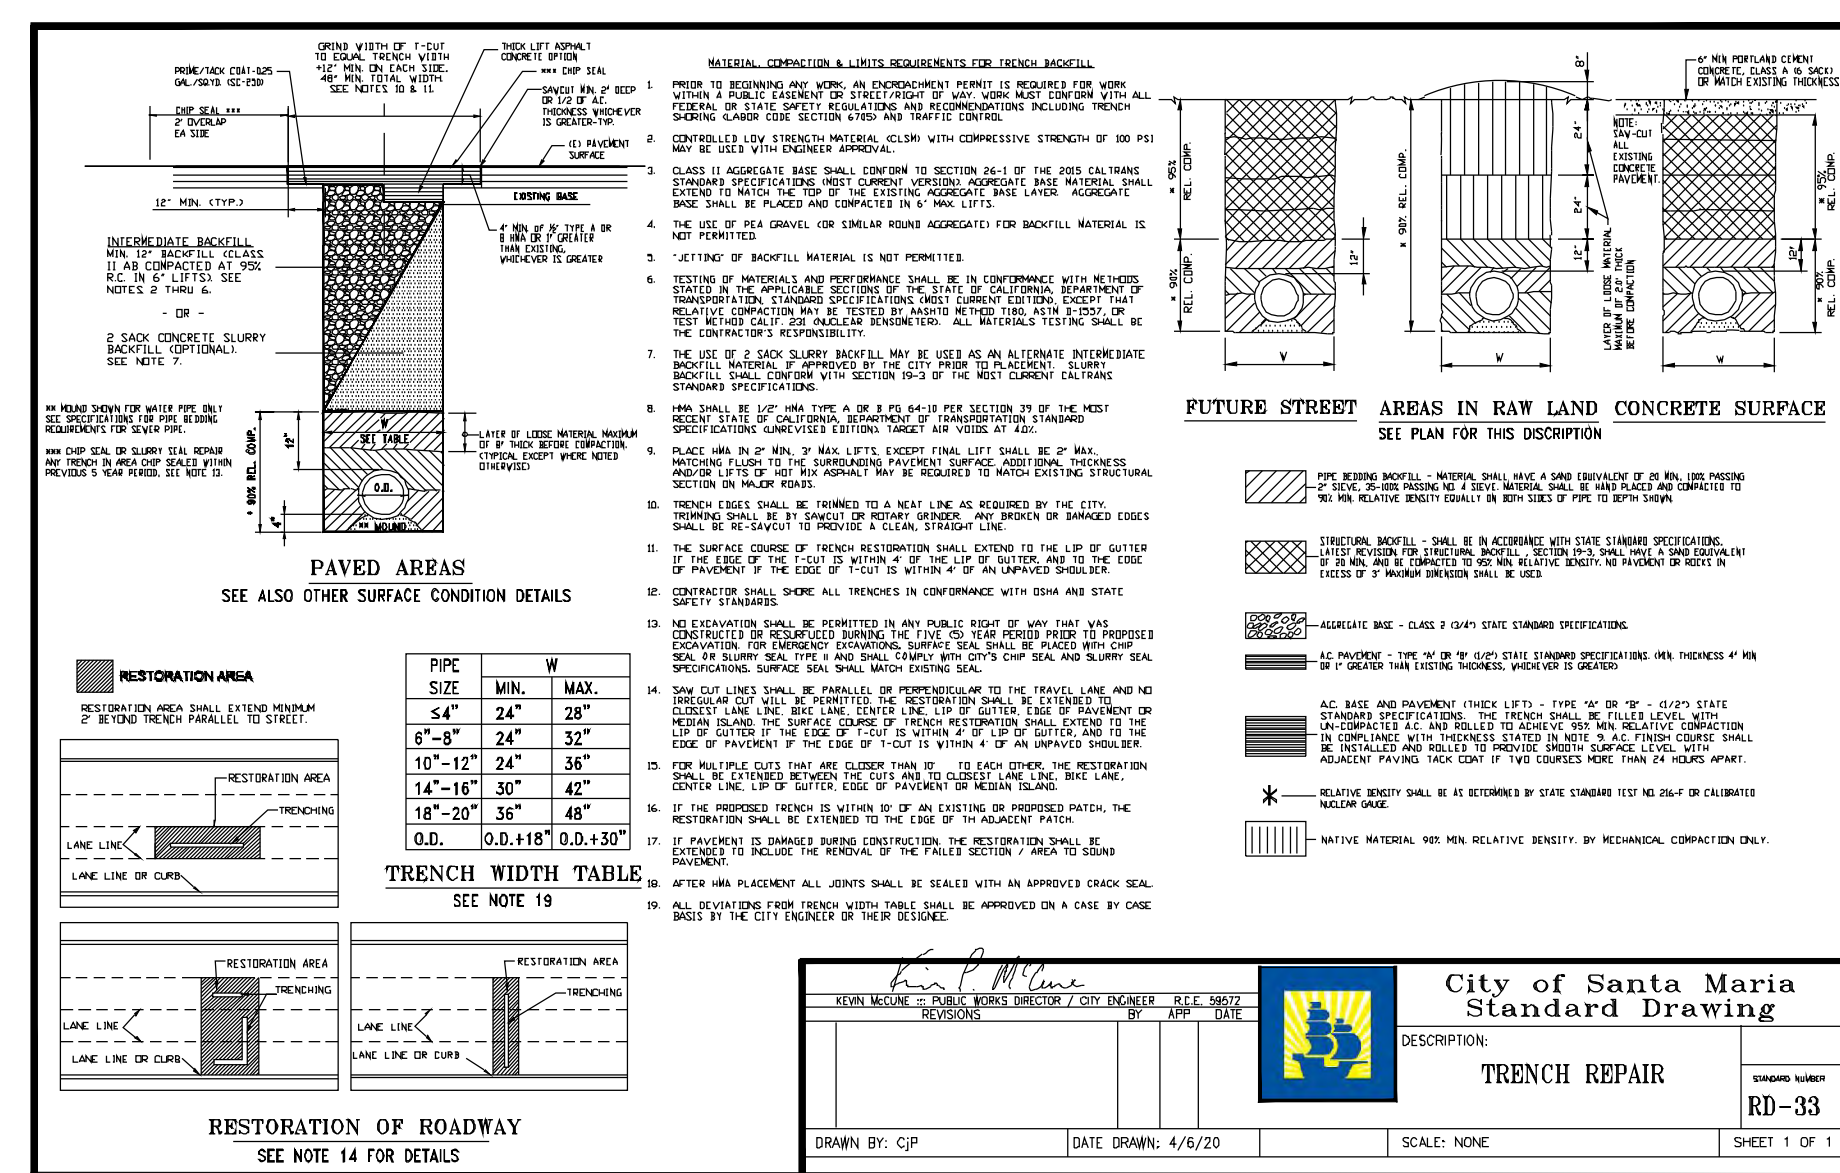 GRIND WIDTH OF T-CUT
TO EQUAL TRENCH WIDTH
+12" MIN. ON EACH SIDE.
48" MIN. TOTAL WIDTH.
SEE NOTES 10 & 11.
THICK LIFT ASPHALT
CONCRETE OPTION
*** CHIP SEAL
PRIME/TACK COAT-0.25
GAL./SQ.YD. (SC-250)
SAWCUT MIN. 2" DEEP
OR 1/2 OF A.C.
THICKNESS WHICHEVER
IS GREATER-TYP.
CHIP SEAL ***
2' OVERLAP
EA SIDE
(E) PAVEMENT
SURFACE
EXISTING BASE
12" MIN. (TYP.)
4" MIN. OF ½" TYPE A OR
B HMA OR 1" GREATER
THAN EXISTING,
WHICHEVER IS GREATER
INTERMEDIATE BACKFILL
MIN. 12" BACKFILL (CLASS
II AB COMPACTED AT 95%
R.C. IN 6" LIFTS). SEE
NOTES 2 THRU 6.
- OR -
2 SACK CONCRETE SLURRY
BACKFILL (OPTIONAL).
SEE NOTE 7.
** MOUND SHOWN FOR WATER PIPE ONLY
SEE SPECIFICATIONS FOR PIPE BEDDING
REQUIREMENTS FOR SEWER PIPE.
*** CHIP SEAL OR SLURRY SEAL REPAIR
ANY TRENCH IN AREA CHIP SEALED WITHIN
PREVIOUS 5 YEAR PERIOD, SEE NOTE 13.
* 90% REL. COMP.
12"
4"
W
SEE TABLE
O.D.
** MOUND
LAYER OF LOOSE MATERIAL MAXIMUM
OF 8" THICK BEFORE COMPACTION.
(TYPICAL EXCEPT WHERE NOTED
OTHERWISE)
PAVED AREAS
SEE ALSO OTHER SURFACE CONDITION DETAILS
RESTORATION AREA
RESTORATION AREA SHALL EXTEND MINIMUM
2' BEYOND TRENCH PARALLEL TO STREET.
RESTORATION AREA
TRENCHING
LANE LINE
LANE LINE OR CURB
PIPE SIZE W
MIN. MAX.
≤4" 24" 28"
6"-8" 24" 32"
10"-12" 24" 36"
14"-16" 30" 42"
18"-20" 36" 48"
O.D. O.D.+18" O.D.+30"
TRENCH WIDTH TABLE
SEE NOTE 19
RESTORATION AREA
TRENCHING
LANE LINE
LANE LINE OR CURB
RESTORATION AREA
TRENCHING
LANE LINE
LANE LINE OR CURB
RESTORATION OF ROADWAY
SEE NOTE 14 FOR DETAILS
MATERIAL, COMPACTION & LIMITS REQUIREMENTS FOR TRENCH BACKFILL
1. PRIOR TO BEGINNING ANY WORK, AN ENCROACHMENT PERMIT IS REQUIRED FOR WORK
WITHIN A PUBLIC EASEMENT OR STREET/RIGHT OF WAY. WORK MUST CONFORM WITH ALL
FEDERAL OR STATE SAFETY REGULATIONS AND RECOMMENDATIONS INCLUDING TRENCH
SHORING (LABOR CODE SECTION 6705) AND TRAFFIC CONTROL
2. CONTROLLED LOW STRENGTH MATERIAL (CLSM) WITH COMPRESSIVE STRENGTH OF 100 PSI
MAY BE USED WITH ENGINEER APPROVAL.
3. CLASS II AGGREGATE BASE SHALL CONFORM TO SECTION 26-1 OF THE 2015 CALTRANS
STANDARD SPECIFICATIONS (MOST CURRENT VERSION). AGGREGATE BASE MATERIAL SHALL
EXTEND TO MATCH THE TOP OF THE EXISTING AGGREGATE BASE LAYER. AGGREGATE
BASE SHALL BE PLACED AND COMPACTED IN 6" MAX. LIFTS.
4. THE USE OF PEA GRAVEL (OR SIMILAR ROUND AGGREGATE) FOR BACKFILL MATERIAL IS
NOT PERMITTED.
5. "JETTING" OF BACKFILL MATERIAL IS NOT PERMITTED.
6. TESTING OF MATERIALS AND PERFORMANCE SHALL BE IN CONFORMANCE WITH METHODS
STATED IN THE APPLICABLE SECTIONS OF THE STATE OF CALIFORNIA, DEPARTMENT OF
TRANSPORTATION, STANDARD SPECIFICATIONS (MOST CURRENT EDITION), EXCEPT THAT
RELATIVE COMPACTION MAY BE TESTED BY AASHTO METHOD T180, ASTM D-1557, OR
TEST METHOD CALIF. 231 (NUCLEAR DENSOMETER). ALL MATERIALS TESTING SHALL BE
THE CONTRACTOR'S RESPONSIBILITY.
7. THE USE OF 2 SACK SLURRY BACKFILL MAY BE USED AS AN ALTERNATE INTERMEDIATE
BACKFILL MATERIAL IF APPROVED BY THE CITY PRIOR TO PLACEMENT. SLURRY
BACKFILL SHALL CONFORM WITH SECTION 19-3 OF THE MOST CURRENT CALTRANS
STANDARD SPECIFICATIONS.
8. HMA SHALL BE 1/2" HMA TYPE A OR B PG 64-10 PER SECTION 39 OF THE MOST
RECENT STATE OF CALIFORNIA, DEPARTMENT OF TRANSPORTATION STANDARD
SPECIFICATIONS (UNREVISED EDITION). TARGET AIR VOIDS AT 4.0%.
9. PLACE HMA IN 2" MIN, 3" MAX. LIFTS, EXCEPT FINAL LIFT SHALL BE 2" MAX.,
MATCHING FLUSH TO THE SURROUNDING PAVEMENT SURFACE. ADDITIONAL THICKNESS
AND/OR LIFTS OF HOT MIX ASPHALT MAY BE REQUIRED TO MATCH EXISTING STRUCTURAL
SECTION ON MAJOR ROADS.
10. TRENCH EDGES SHALL BE TRIMMED TO A NEAT LINE AS REQUIRED BY THE CITY.
TRIMMING SHALL BE BY SAWCUT OR ROTARY GRINDER. ANY BROKEN OR DAMAGED EDGES
SHALL BE RE-SAWCUT TO PROVIDE A CLEAN, STRAIGHT LINE.
11. THE SURFACE COURSE OF TRENCH RESTORATION SHALL EXTEND TO THE LIP OF GUTTER
IF THE EDGE OF THE T-CUT IS WITHIN 4' OF THE LIP OF GUTTER, AND TO THE EDGE
OF PAVEMENT IF THE EDGE OF T-CUT IS WITHIN 4' OF AN UNPAVED SHOULDER.
12. CONTRACTOR SHALL SHORE ALL TRENCHES IN CONFORMANCE WITH OSHA AND STATE
SAFETY STANDARDS.
13. NO EXCAVATION SHALL BE PERMITTED IN ANY PUBLIC RIGHT OF WAY THAT WAS
CONSTRUCTED OR RESURFUCED DURNING THE FIVE (5) YEAR PERIOD PRIOR TO PROPOSED
EXCAVATION. FOR EMERGENCY EXCAVATIONS, SURFACE SEAL SHALL BE PLACED WITH CHIP
SEAL OR SLURRY SEAL TYPE II AND SHALL COMPLY WITH CITY'S CHIP SEAL AND SLURRY SEAL
SPECIFICATIONS. SURFACE SEAL SHALL MATCH EXISTING SEAL.
14. SAW CUT LINES SHALL BE PARALLEL OR PERPENDICULAR TO THE TRAVEL LANE AND NO
IRREGULAR CUT WILL BE PERMITTED. THE RESTORATION SHALL BE EXTENDED TO
CLOSEST LANE LINE, BIKE LANE, CENTER LINE, LIP OF GUTTER, EDGE OF PAVEMENT OR
MEDIAN ISLAND. THE SURFACE COURSE OF TRENCH RESTORATION SHALL EXTEND TO THE
LIP OF GUTTER IF THE EDGE OF T-CUT IS WITHIN 4' OF LIP OF GUTTER, AND TO THE
EDGE OF PAVEMENT IF THE EDGE OF T-CUT IS WITHIN 4' OF AN UNPAVED SHOULDER.
15. FOR MULTIPLE CUTS THAT ARE CLOSER THAN 10' TO EACH OTHER, THE RESTORATION
SHALL BE EXTENDED BETWEEN THE CUTS AND TO CLOSEST LANE LINE, BIKE LANE,
CENTER LINE, LIP OF GUTTER, EDGE OF PAVEMENT OR MEDIAN ISLAND.
16. IF THE PROPOSED TRENCH IS WITHIN 10' OF AN EXISTING OR PROPOSED PATCH, THE
RESTORATION SHALL BE EXTENDED TO THE EDGE OF TH ADJACENT PATCH.
17. IF PAVEMENT IS DAMAGED DURING CONSTRUCTION. THE RESTORATION SHALL BE
EXTENDED TO INCLUDE THE REMOVAL OF THE FAILED SECTION / AREA TO SOUND
PAVEMENT.
18. AFTER HMA PLACEMENT ALL JOINTS SHALL BE SEALED WITH AN APPROVED CRACK SEAL.
19. ALL DEVIATIONS FROM TRENCH WIDTH TABLE SHALL BE APPROVED ON A CASE BY CASE
BASIS BY THE CITY ENGINEER OR THEIR DESIGNEE.
* 95%
REL. COMP.
* 90%
REL. COMP.
12"
W
FUTURE STREET
8"
24"
24"
12"
* 90% REL. COMP.
LAYER OF LOOSE MATERIAL
MAXIMUM OF 2.0' THICK
BEFORE COMPACTION
W
AREAS IN RAW LAND
SEE PLAN FOR THIS DISCRIPTION
6" MIN PORTLAND CEMENT
CONCRETE, CLASS A (6 SACK)
OR MATCH EXISTING THICKNESS
NOTE:
SAW-CUT
ALL
EXISTING
CONCRETE
PAVEMENT.
* 95%
REL. COMP.
* 90%
REL. COMP.
12"
W
CONCRETE SURFACE
PIPE BEDDING BACKFILL - MATERIAL SHALL HAVE A SAND EQUIVALENT OF 20 MIN, 100% PASSING
2" SIEVE, 35-100% PASSING NO. 4 SIEVE. MATERIAL SHALL BE HAND PLACED AND COMPACTED TO
90% MIN. RELATIVE DENSITY EQUALLY ON BOTH SIDES OF PIPE TO DEPTH SHOWN.
STRUCTURAL BACKFILL - SHALL BE IN ACCORDANCE WITH STATE STANDARD SPECIFICATIONS,
LATEST REVISION FOR STRUCTURAL BACKFILL, SECTION 19-3, SHALL HAVE A SAND EQUIVALENT
OF 20 MIN, AND BE COMPACTED TO 95% MIN. RELATIVE DENSITY. NO PAVEMENT OR ROCKS IN
EXCESS OF 3" MAXIMUM DIMENSION SHALL BE USED.
AGGREGATE BASE - CLASS 2 (3/4") STATE STANDARD SPECIFICATIONS.
A.C. PAVEMENT - TYPE "A" OR "B" (1/2") STATE STANDARD SPECIFICATIONS. (MIN. THICKNESS 4" MIN
OR 1" GREATER THAN EXISTING THICKNESS, WHICHEVER IS GREATER)
A.C. BASE AND PAVEMENT (THICK LIFT) - TYPE "A" OR "B" - (1/2") STATE
STANDARD SPECIFICATIONS. THE TRENCH SHALL BE FILLED LEVEL WITH
UN-COMPACTED A.C. AND ROLLED TO ACHIEVE 95% MIN. RELATIVE COMPACTION
IN COMPLIANCE WITH THICKNESS STATED IN NOTE 9. A.C. FINISH COURSE SHALL
BE INSTALLED AND ROLLED TO PROVIDE SMOOTH SURFACE LEVEL WITH
ADJACENT PAVING. TACK COAT IF TWO COURSES MORE THAN 24 HOURS APART.
* RELATIVE DENSITY SHALL BE AS DETERMINED BY STATE STANDARD TEST NO. 216-F OR CALIBRATED
NUCLEAR GAUGE.
NATIVE MATERIAL 90% MIN. RELATIVE DENSITY. BY MECHANICAL COMPACTION ONLY.
Kevin P. McCune
KEVIN McCUNE ::: PUBLIC WORKS DIRECTOR / CITY ENGINEER R.C.E. 59572
REVISIONS BY APP DATE
City of Santa Maria
Standard Drawing
DESCRIPTION:
TRENCH REPAIR
STANDARD NUMBER
RD-33
DRAWN BY: CjP
DATE DRAWN: 4/6/20
SCALE: NONE
SHEET 1 OF 1